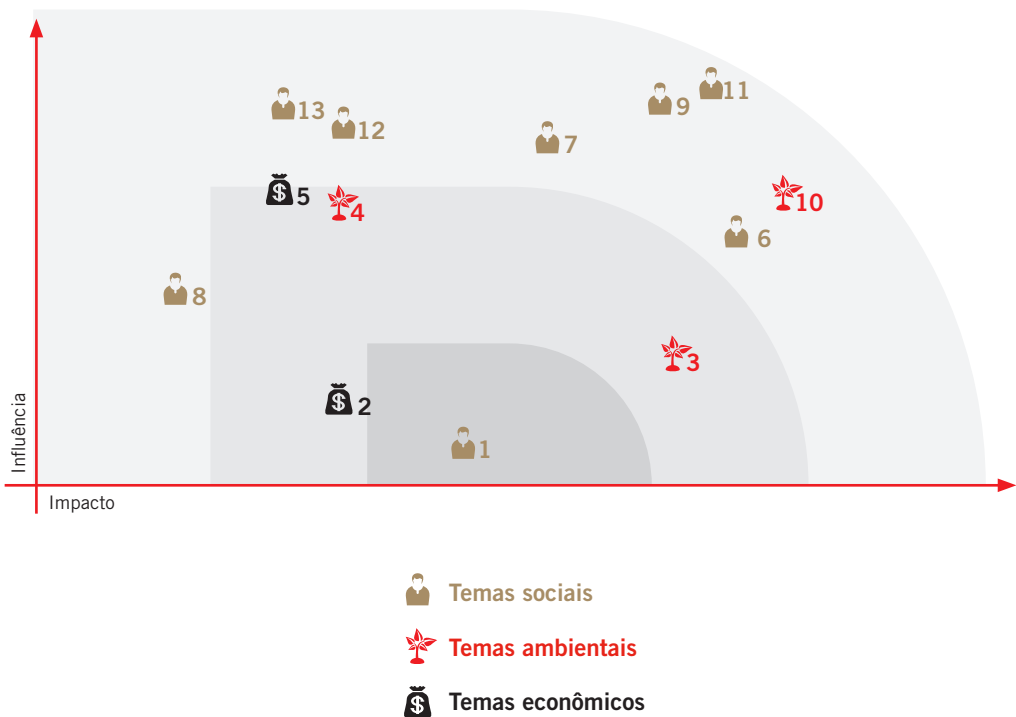 11
9
13
12
7
5
4
10
6
8
3
2
1
Influência
Impacto
Temas sociais
Temas ambientais
Temas econômicos